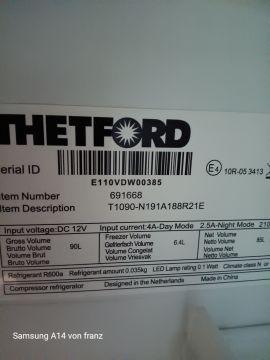 THETFORD
erial ID
E110VDW00385
E4 10R-05 3413
Item Number 691668
Item Description T1090-N191A188R21E
Input voltage:DC 12V Input current:4A-Day Mode 2.5A-Night Mode 210
Gross Volume
Brutto Volume
Volume Brut
Bruto Volume
90L
Freezer Volume
Gefrierfach Volume
Volume Congelat
Volume Vriesvak
6.4L
Net Volume
Netto Volume
Volume Net
Netto Volume
85L
Refrigerant R600a Refrigerant amount 0.035kg LED Lamp rating 0.1 Watt Climate class N
Compressor refrigerator Designed in the Netherlands Made in China
Samsung A14 von franz